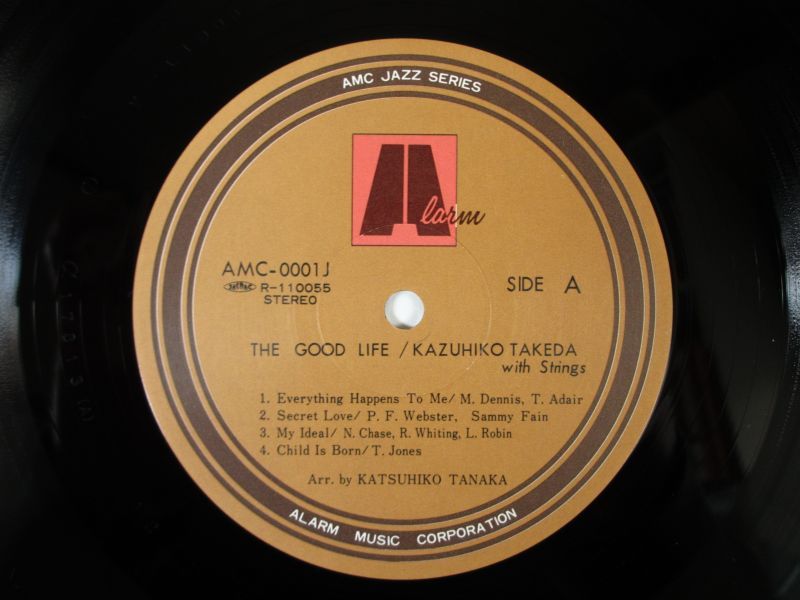 AMC JAZZ SERIES
Alarm
AMC-0001J
SIDE A
JASRAC R-110055
STEREO
THE GOOD LIFE / KAZUHIKO TAKEDA
with Strings
1. Everything Happens To Me/ M. Dennis, T. Adair
2. Secret Love/ P. F. Webster, Sammy Fain
3. My Ideal/ N. Chase, R. Whiting, L. Robin
4. Child Is Born/ T. Jones
Arr. by KATSUHIKO TANAKA
ALARM MUSIC CORPORATION